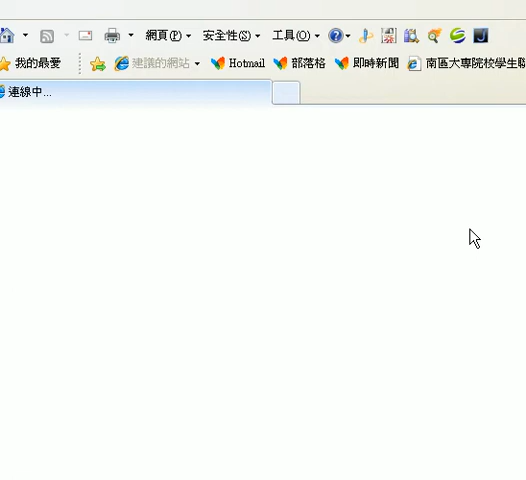 網頁(P) 安全性(S) 工具(O)
我的最愛 建議的網站 Hotmail 部落格 即時新聞 南區大專院校學生
連線中...